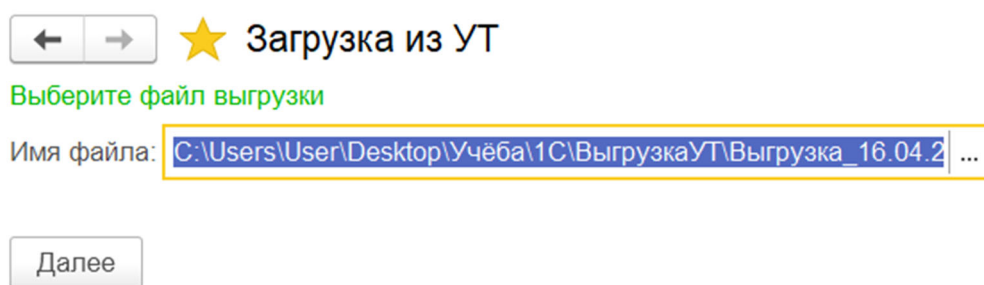 Загрузка из УТ
Выберите файл выгрузки
Имя файла: C:\Users\User\Desktop\Учёба\1С\ВыгрузкаУТ\Выгрузка_16.04.2 ...
Далее